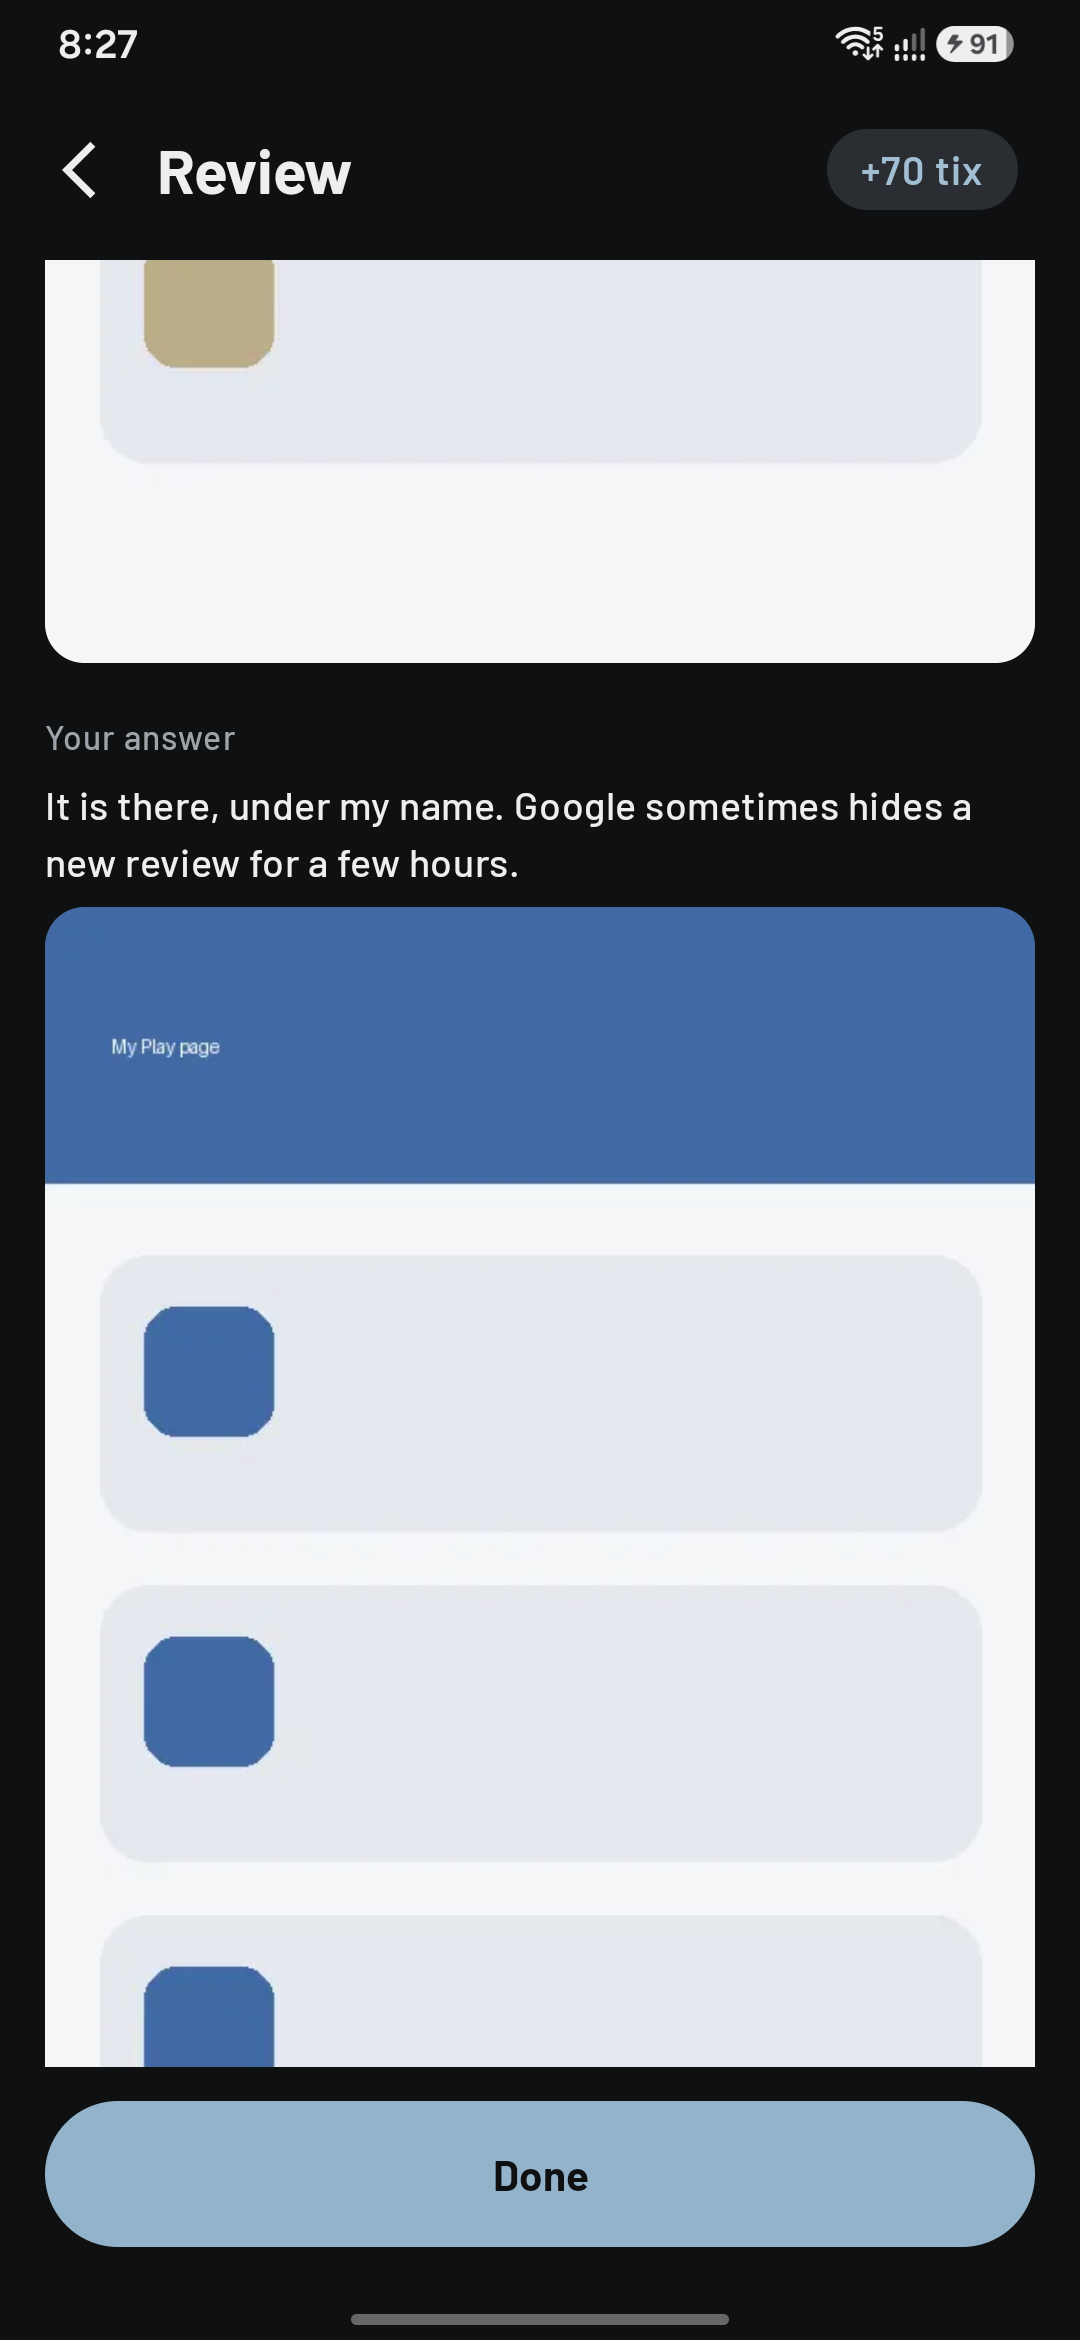 8:27
5
91
Review
+70 tix
Your answer
It is there, under my name. Google sometimes hides a
new review for a few hours.
My Play page
Done